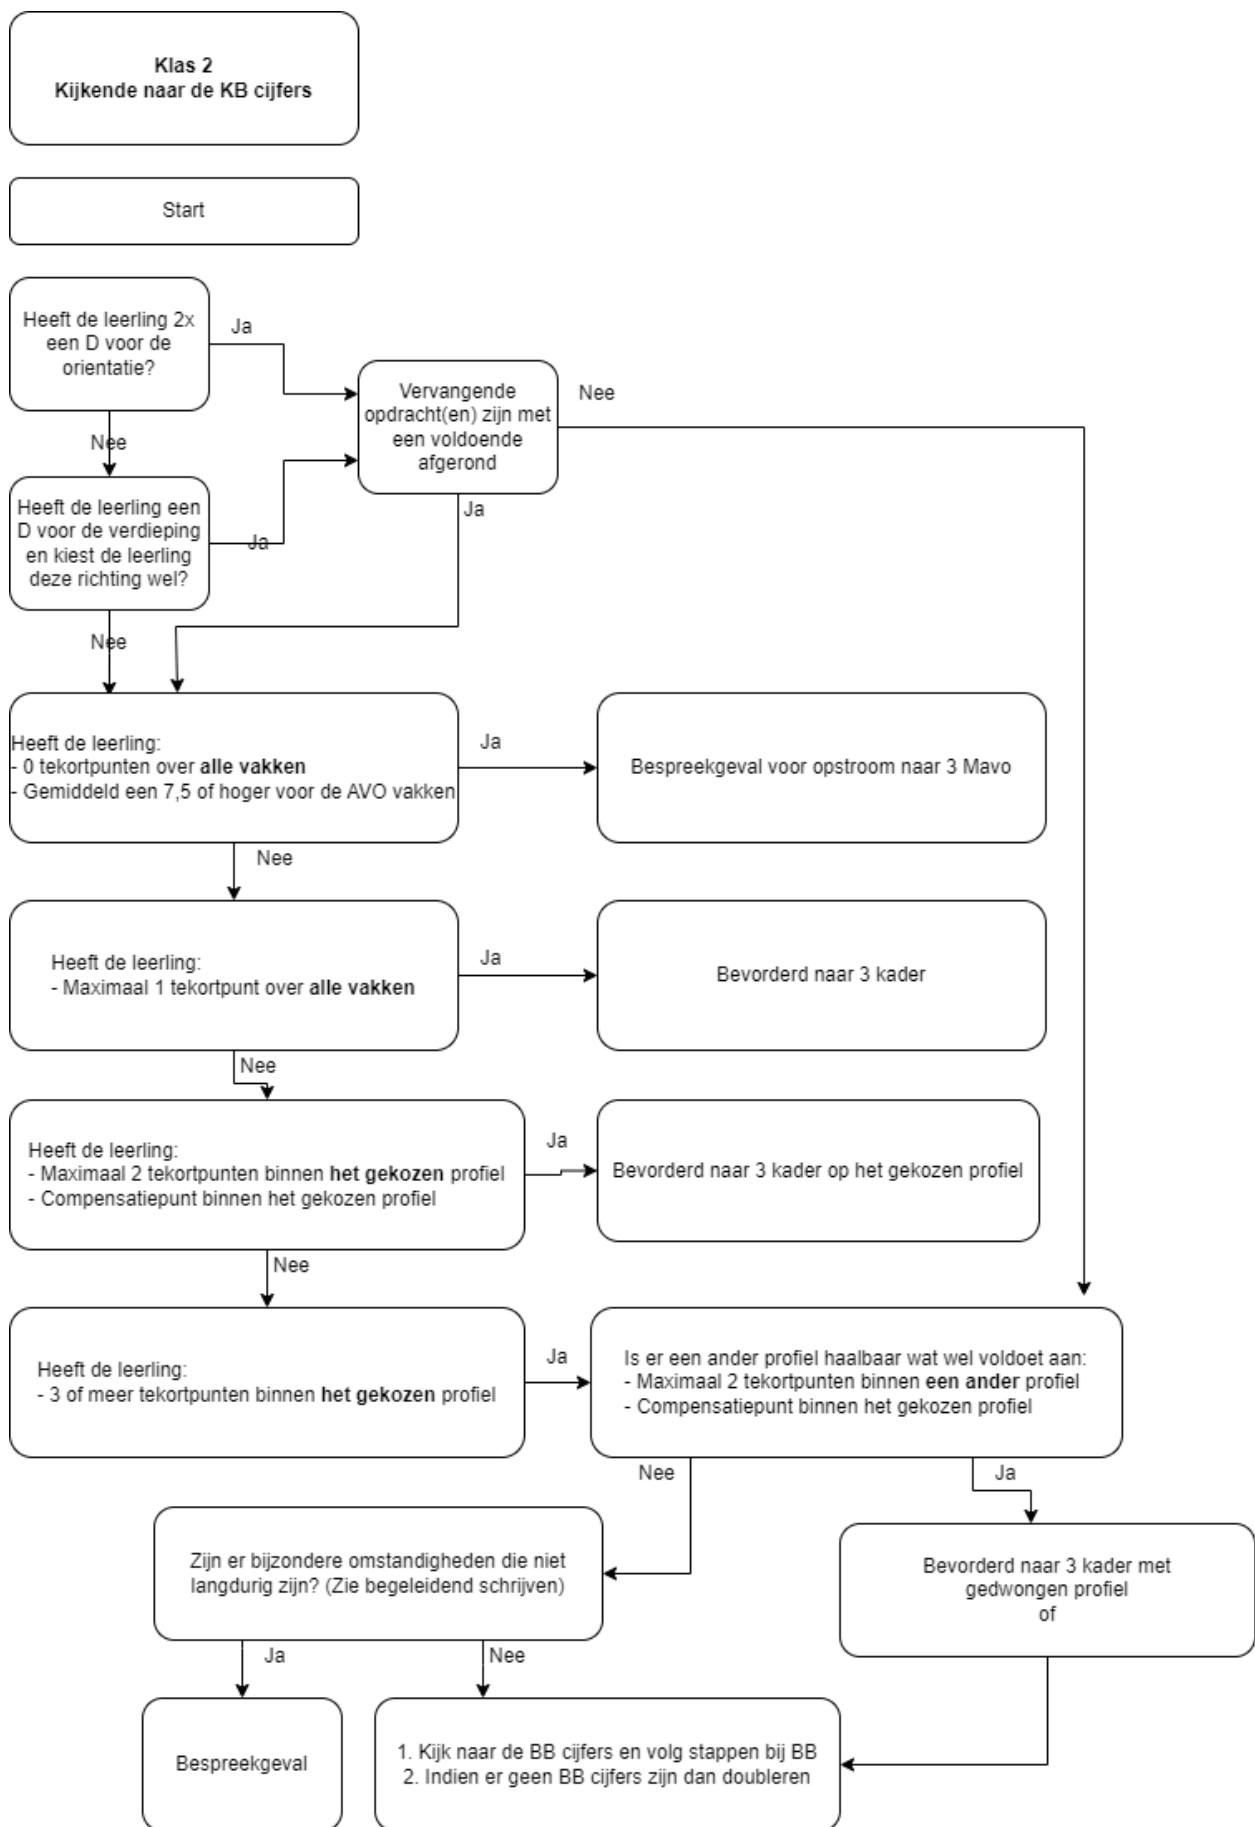 Klas 2
Kijkende naar de KB cijfers
Start
Heeft de leerling 2x
een D voor de
orientatie?
Ja
Nee
Vervangende
opdracht(en) zijn met
een voldoende
afgerond
Nee
Ja
Heeft de leerling een
D voor de verdieping
en kiest de leerling
deze richting wel?
Ja
Nee
Heeft de leerling:
- 0 tekortpunten over alle vakken
- Gemiddeld een 7,5 of hoger voor de AVO vakken
Ja
Bespreekgeval voor opstroom naar 3 Mavo
Nee
Heeft de leerling:
- Maximaal 1 tekortpunt over alle vakken
Ja
Bevorderd naar 3 kader
Nee
Heeft de leerling:
- Maximaal 2 tekortpunten binnen het gekozen profiel
- Compensatiepunt binnen het gekozen profiel
Ja
Bevorderd naar 3 kader op het gekozen profiel
Nee
Heeft de leerling:
- 3 of meer tekortpunten binnen het gekozen profiel
Ja
Is er een ander profiel haalbaar wat wel voldoet aan:
- Maximaal 2 tekortpunten binnen een ander profiel
- Compensatiepunt binnen het gekozen profiel
Nee
Ja
Zijn er bijzondere omstandigheden die niet
langdurig zijn? (Zie begeleidend schrijven)
Bevorderd naar 3 kader met
gedwongen profiel
of
Ja
Nee
Bespreekgeval
1. Kijk naar de BB cijfers en volg stappen bij BB
2. Indien er geen BB cijfers zijn dan doubleren